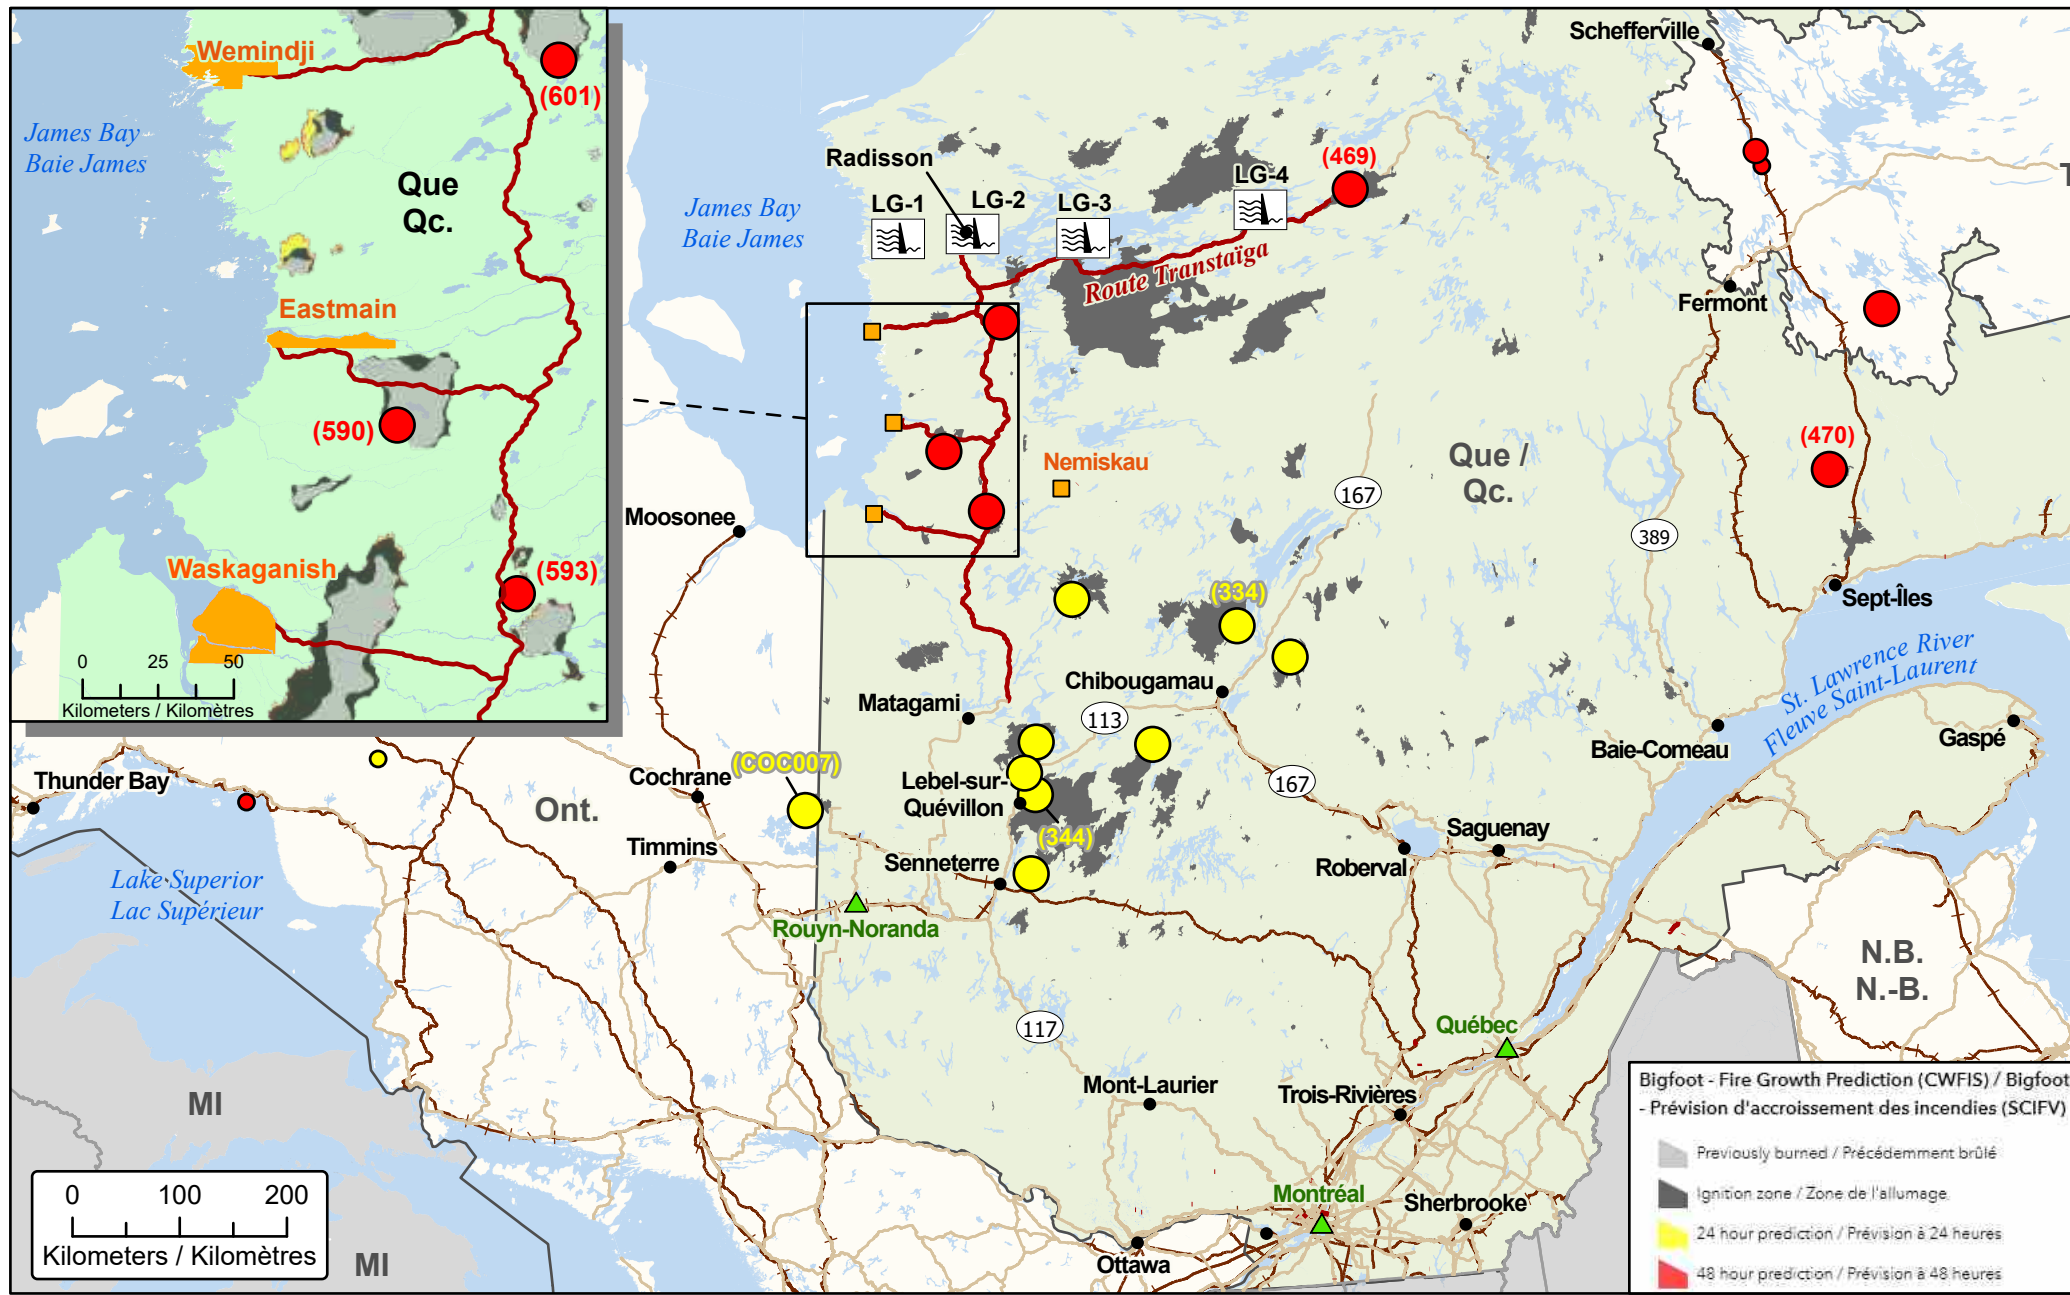 Wemindji
(601)
James Bay
Baie James
Que
Qc.
Eastmain
(590)
Waskaganish
(593)
0 25 50
Kilometers / Kilomètres
Schefferville
Radisson
(469)
LG-4
LG-1
LG-2
LG-3
James Bay
Baie James
Route Transtaïga
Fermont
Nemiskau
Que /
Qc.
(470)
167
389
Moosonee
(334)
Sept-Îles
St. Lawrence River
Fleuve Saint-Laurent
Chibougamau
Matagami
113
Baie-Comeau
Gaspé
Thunder Bay
Cochrane
(COC007)
Ont.
Lebel-sur-
Quévillon
167
(344)
Timmins
Saguenay
Roberval
Senneterre
Lake Superior
Lac Supérieur
Rouyn-Noranda
N.B.
N.-B.
117
Québec
MI
Mont-Laurier
Trois-Rivières
Montréal
Sherbrooke
Ottawa
MI
0 100 200
Kilometers / Kilomètres
Bigfoot - Fire Growth Prediction (CWFIS) / Bigfoot
- Prévision d'accroissement des incendies (SCIFV)
Previously burned / Précédemment brûlé
Ignition zone / Zone de l'allumage
24 hour prediction / Prévision à 24 heures
48 hour prediction / Prévision à 48 heures